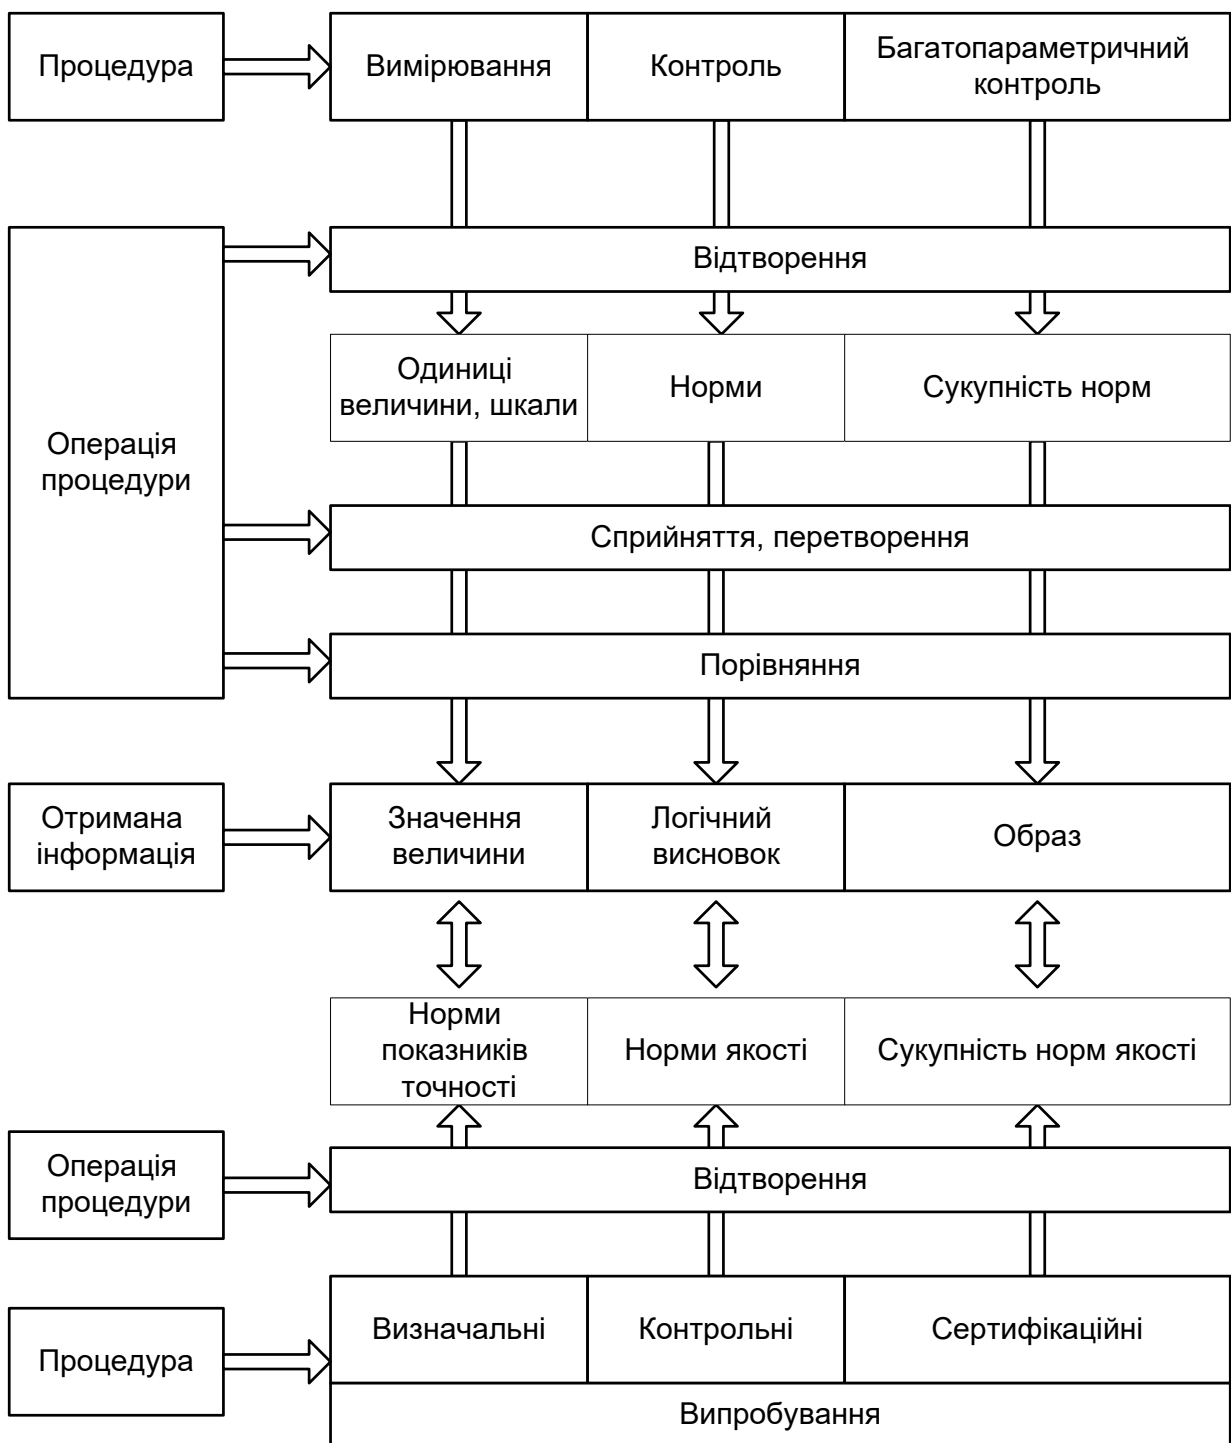 Процедура
Вимірювання
Контроль
Багатопараметричний
контроль
Відтворення
Одиниці
величини, шкали
Норми
Сукупність норм
Операція
процедури
Сприйняття, перетворення
Порівняння
Отримана
інформація
Значення
величини
Логічний
висновок
Образ
Норми
показників
точності
Норми якості
Сукупність норм якості
Операція
процедури
Відтворення
Процедура
Визначальні
Контрольні
Сертифікаційні
Випробування